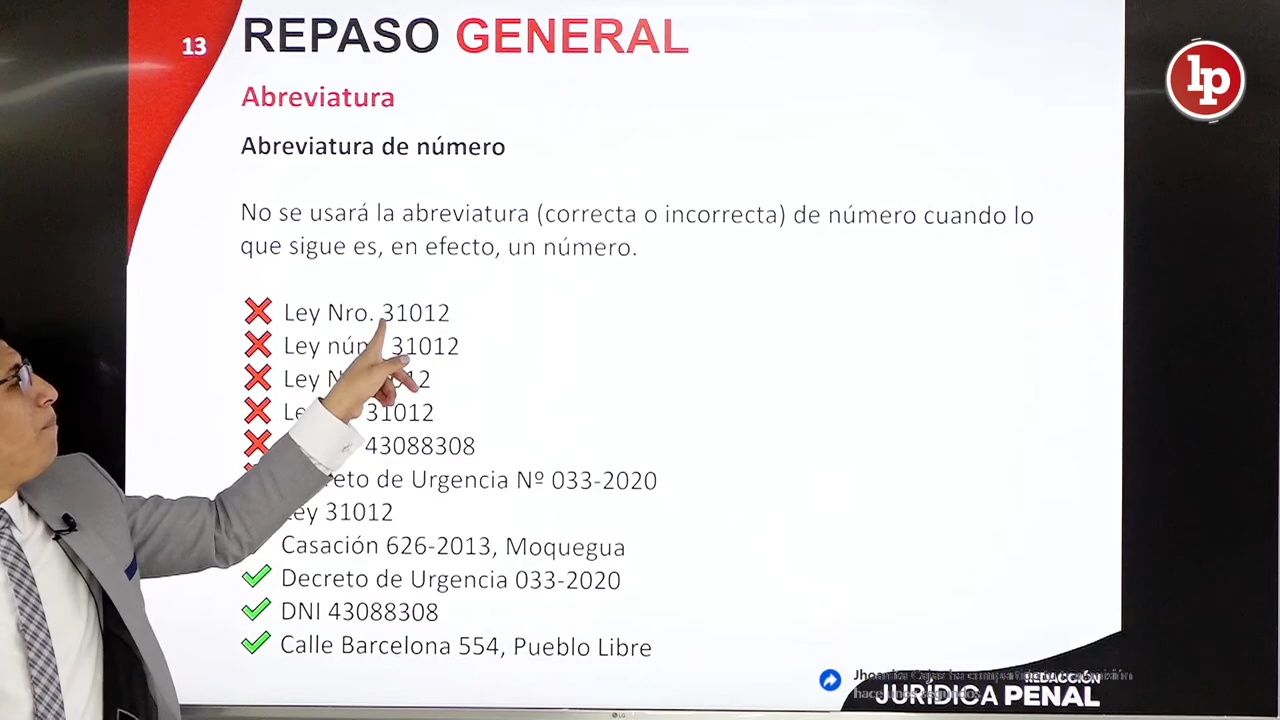 13
REPASO GENERAL
lp
Abreviatura
Abreviatura de número
No se usará la abreviatura (correcta o incorrecta) de número cuando lo
que sigue es, en efecto, un número.
Ley Nro. 31012
Ley 31012
Ley
31012
43088308
de Urgencia Nº 033-2020
31012
Casación 626-2013, Moquegua
Decreto de Urgencia 033-2020
DNI 43088308
Calle Barcelona 554, Pueblo Libre
REDACCIÓN
JURÍDICA PENAL
LG